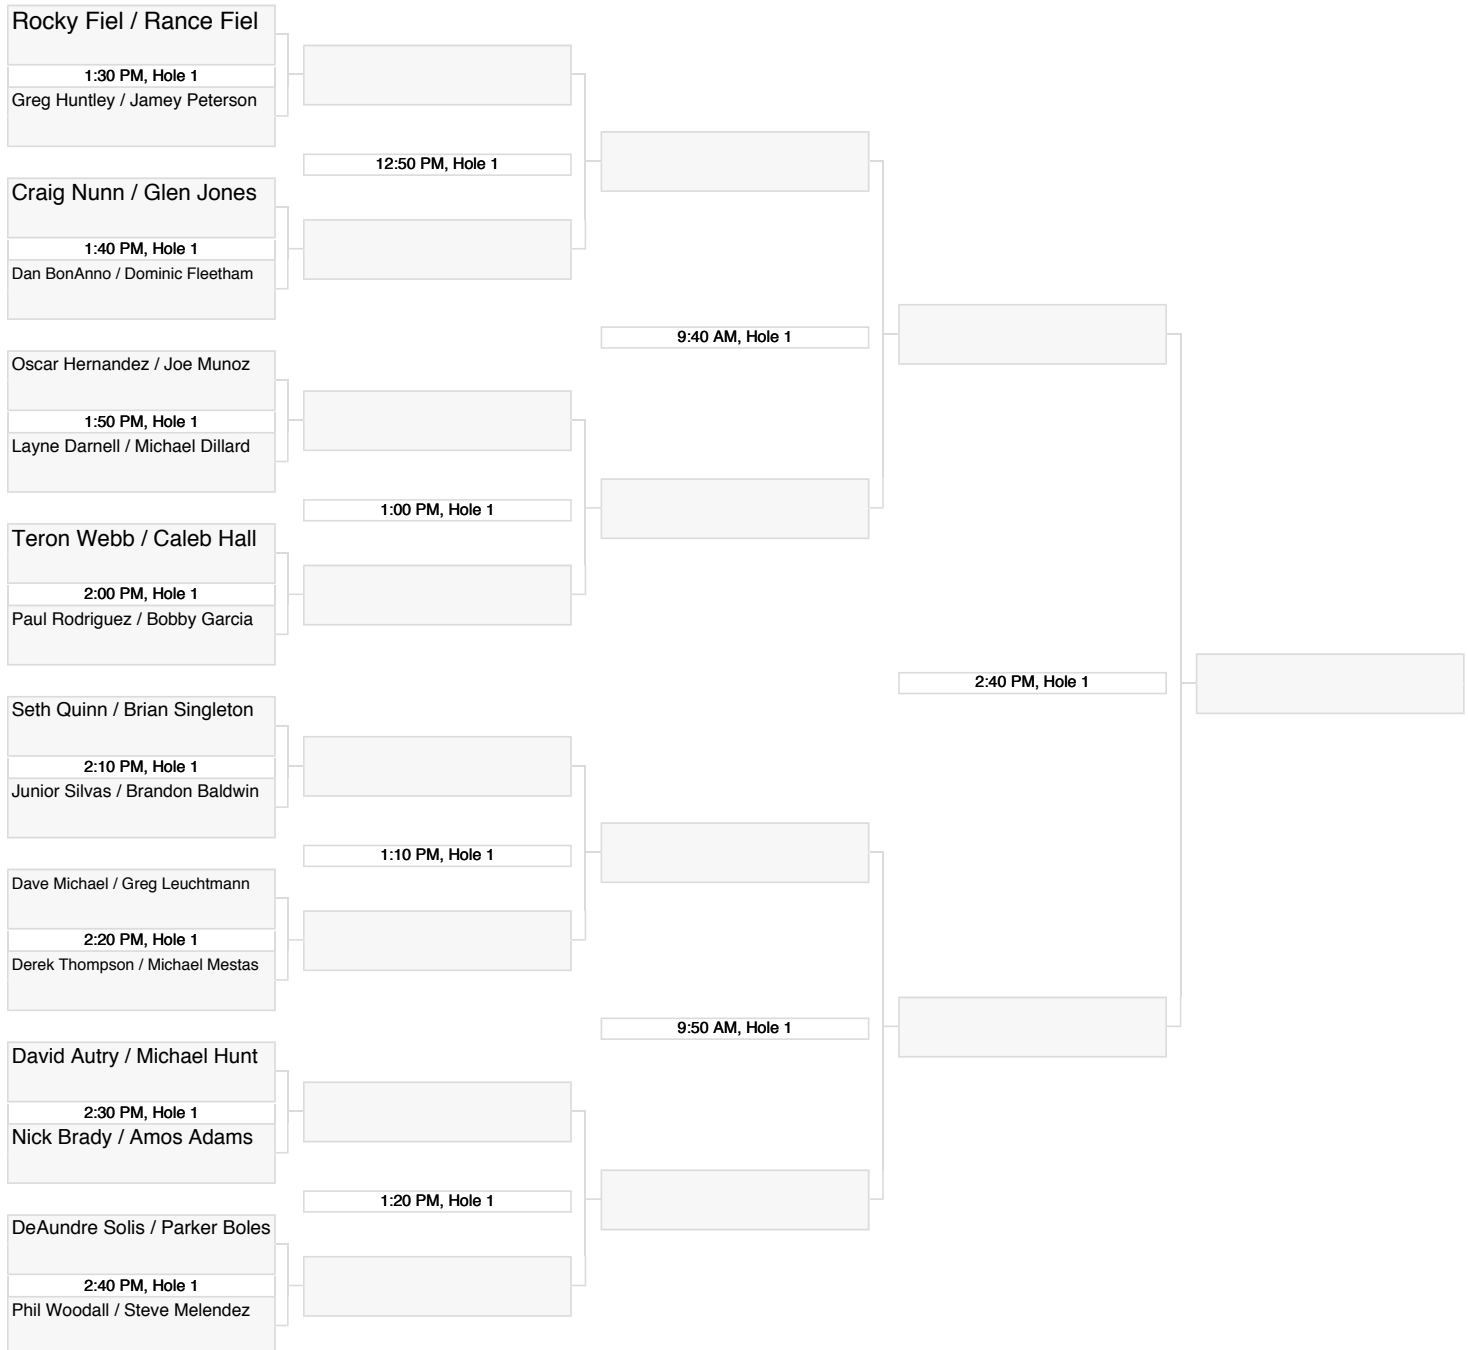 Rocky Fiel / Rance Fiel
1:30 PM, Hole 1
Greg Huntley / Jamey Peterson
12:50 PM, Hole 1
Craig Nunn / Glen Jones
1:40 PM, Hole 1
Dan BonAnno / Dominic Fleetham
9:40 AM, Hole 1
Oscar Hernandez / Joe Munoz
1:50 PM, Hole 1
Layne Darnell / Michael Dillard
1:00 PM, Hole 1
Teron Webb / Caleb Hall
2:00 PM, Hole 1
Paul Rodriguez / Bobby Garcia
2:40 PM, Hole 1
Seth Quinn / Brian Singleton
2:10 PM, Hole 1
Junior Silvas / Brandon Baldwin
1:10 PM, Hole 1
Dave Michael / Greg Leuchtmann
2:20 PM, Hole 1
Derek Thompson / Michael Mestas
9:50 AM, Hole 1
David Autry / Michael Hunt
2:30 PM, Hole 1
Nick Brady / Amos Adams
1:20 PM, Hole 1
DeAundre Solis / Parker Boles
2:40 PM, Hole 1
Phil Woodall / Steve Melendez